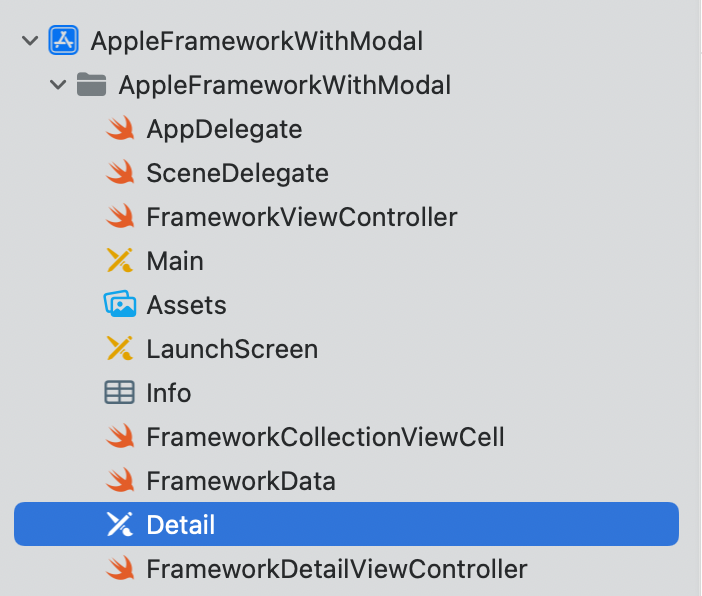 AppleFrameworkWithModal
AppleFrameworkWithModal
AppDelegate
SceneDelegate
FrameworkViewController
Main
Assets
LaunchScreen
Info
FrameworkCollectionViewCell
FrameworkData
Detail
FrameworkDetailViewController